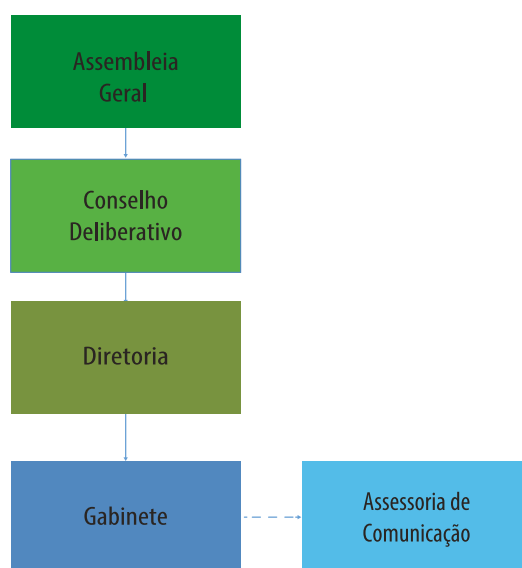 Assembleia
Geral
Conselho
Deliberativo
Diretoria
Gabinete
Assessoria de
Comunicação